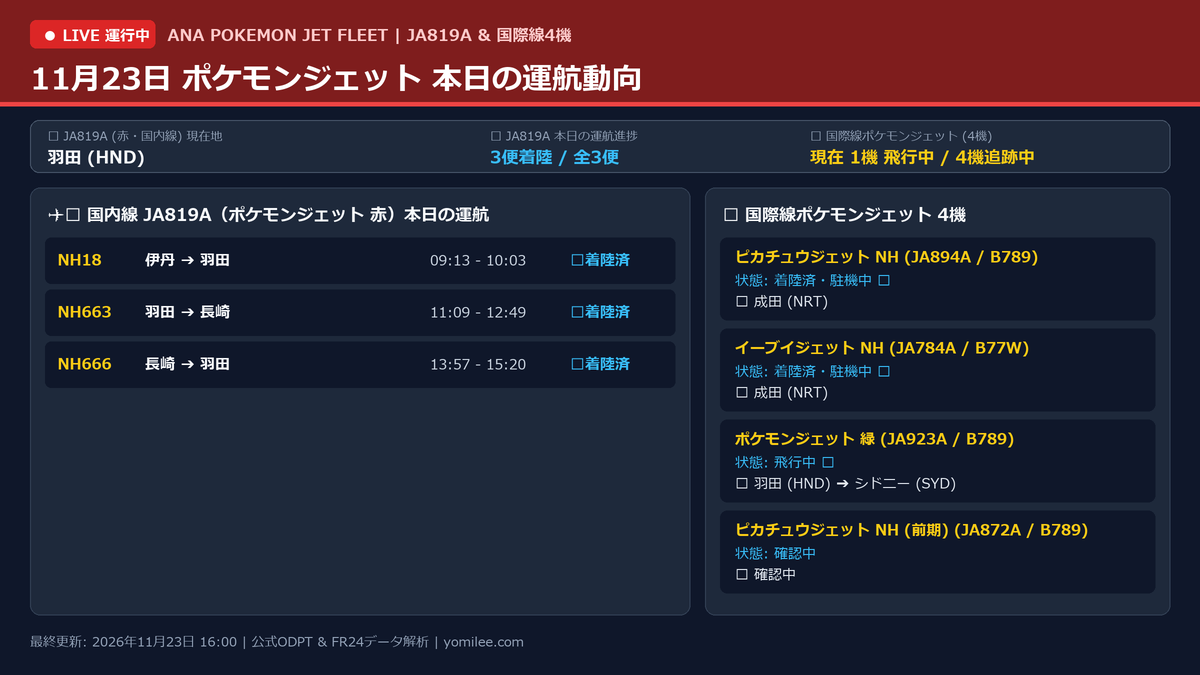 ● LIVE 運行中 ANA POKEMON JET FLEET | JA819A & 国際線4機
11月23日 ポケモンジェット 本日の運航動向
□ JA819A (赤・国内線) 現在地
羽田 (HND)
□ JA819A 本日の運航進捗
3便着陸 / 全3便
□ 国際線ポケモンジェット (4機)
現在 1機 飛行中 / 4機追跡中
✈□ 国内線 JA819A（ポケモンジェット 赤）本日の運航
NH18 伊丹 → 羽田 09:13 - 10:03 □着陸済
NH663 羽田 → 長崎 11:09 - 12:49 □着陸済
NH666 長崎 → 羽田 13:57 - 15:20 □着陸済
□ 国際線ポケモンジェット 4機
ピカチュウジェット NH (JA894A / B789)
状態: 着陸済・駐機中 □
□ 成田 (NRT)
イーブイジェット NH (JA784A / B77W)
状態: 着陸済・駐機中 □
□ 成田 (NRT)
ポケモンジェット 緑 (JA923A / B789)
状態: 飛行中 □
□ 羽田 (HND) ➔ シドニー (SYD)
ピカチュウジェット NH (前期) (JA872A / B789)
状態: 確認中
□ 確認中
最終更新: 2026年11月23日 16:00 | 公式ODPT & FR24データ解析 | yomilee.com